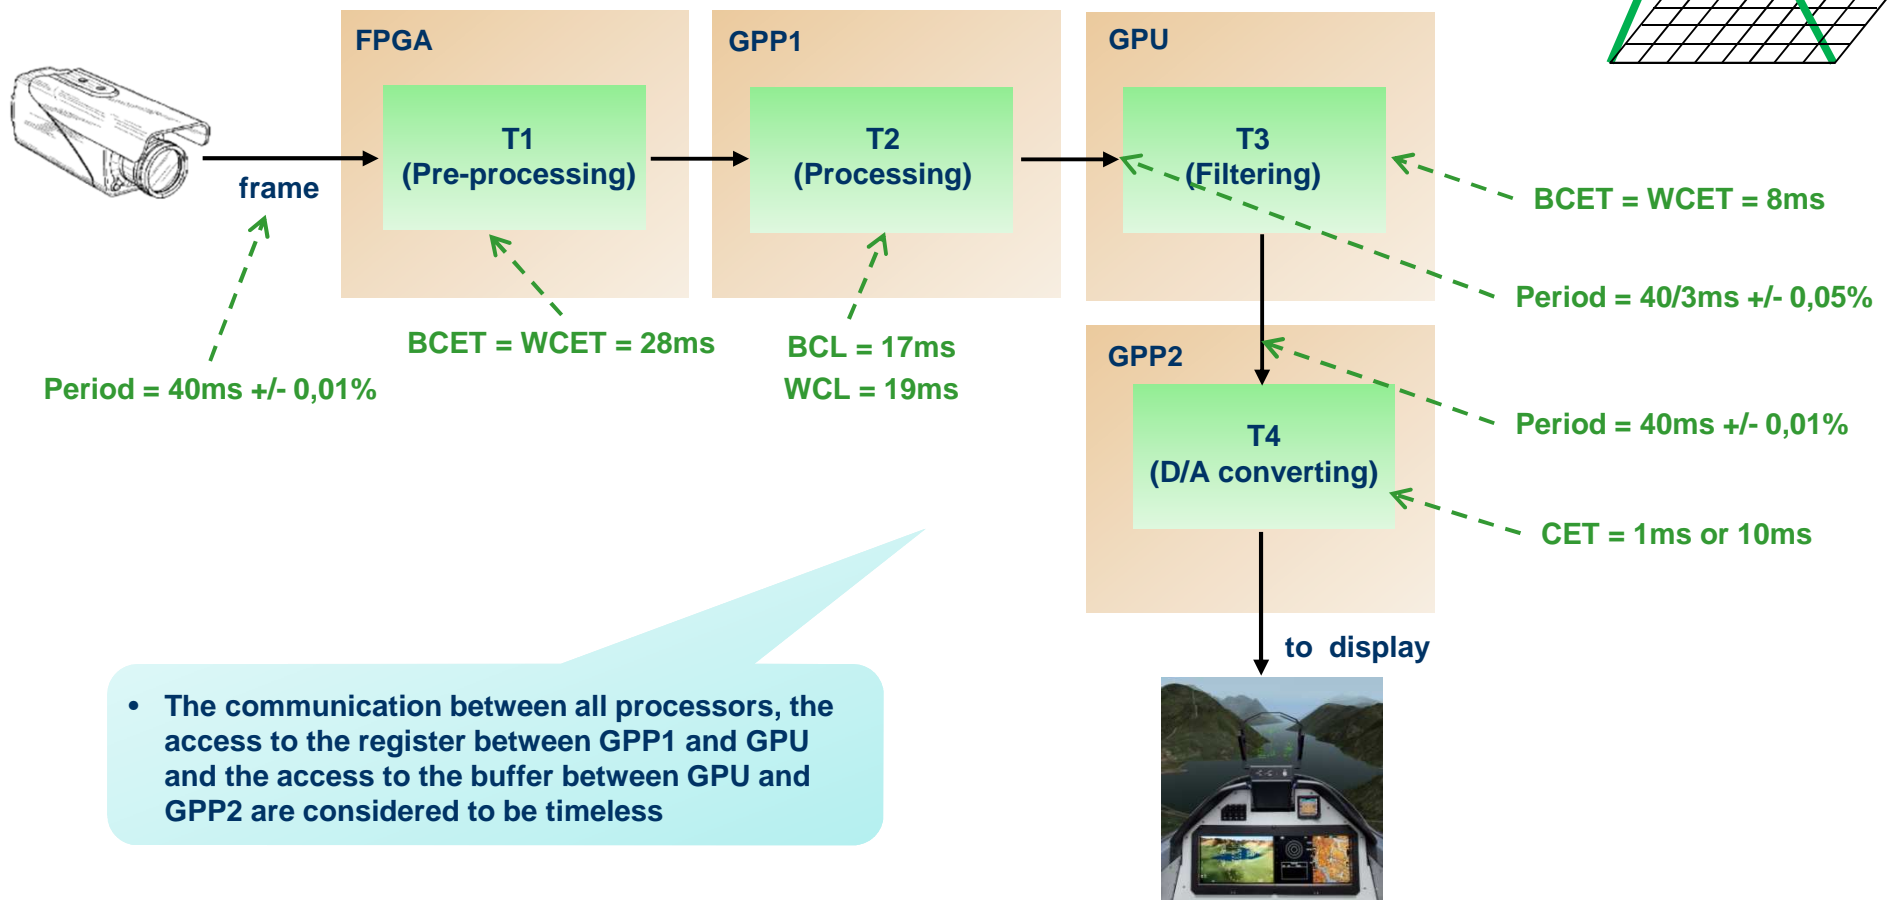 FPGA
GPP1
GPU
T1
(Pre-processing)
T2
(Processing)
T3
(Filtering)
frame
BCET = WCET = 8ms
Period = 40/3ms +/- 0,05%
BCET = WCET = 28ms
BCL = 17ms
WCL = 19ms
Period = 40ms +/- 0,01%
GPP2
T4
(D/A converting)
Period = 40ms +/- 0,01%
CET = 1ms or 10ms
to display
• The communication between all processors, the
access to the register between GPP1 and GPU
and the access to the buffer between GPU and
GPP2 are considered to be timeless